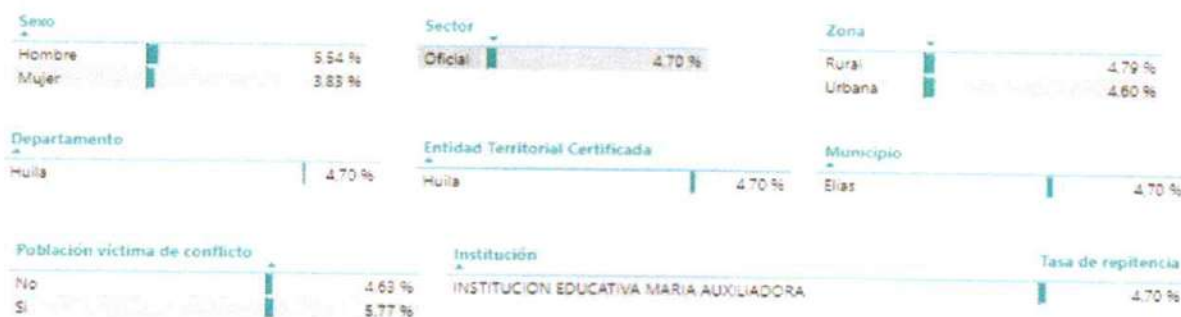 Sexo
Hombre 5.54 %
Mujer 3.83 %
Sector
Oficial 4.70 %
Zona
Rural 4.79 %
Urbana 4.60 %
Departamento
Huila 4.70 %
Entidad Territorial Certificada
Huila 4.70 %
Municipio
Elías 4.70 %
Población víctima de conflicto
No 4.63 %
Si 5.77 %
Institución Tasa de repitencia
INSTITUCION EDUCATIVA MARIA AUXILIADORA 4.70 %